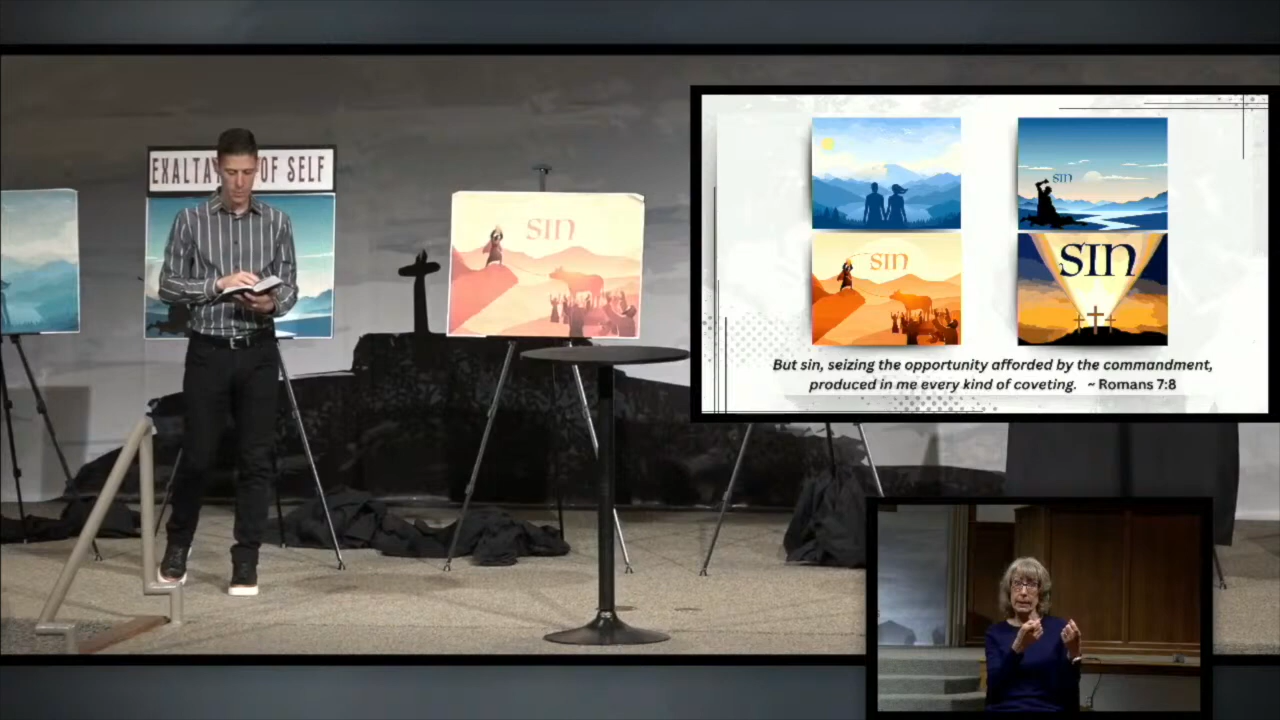 EXALTA OF SELF
SIN
SIN
SIN
SIN
But sin, seizing the opportunity afforded by the commandment,
produced in me every kind of coveting. ~ Romans 7:8